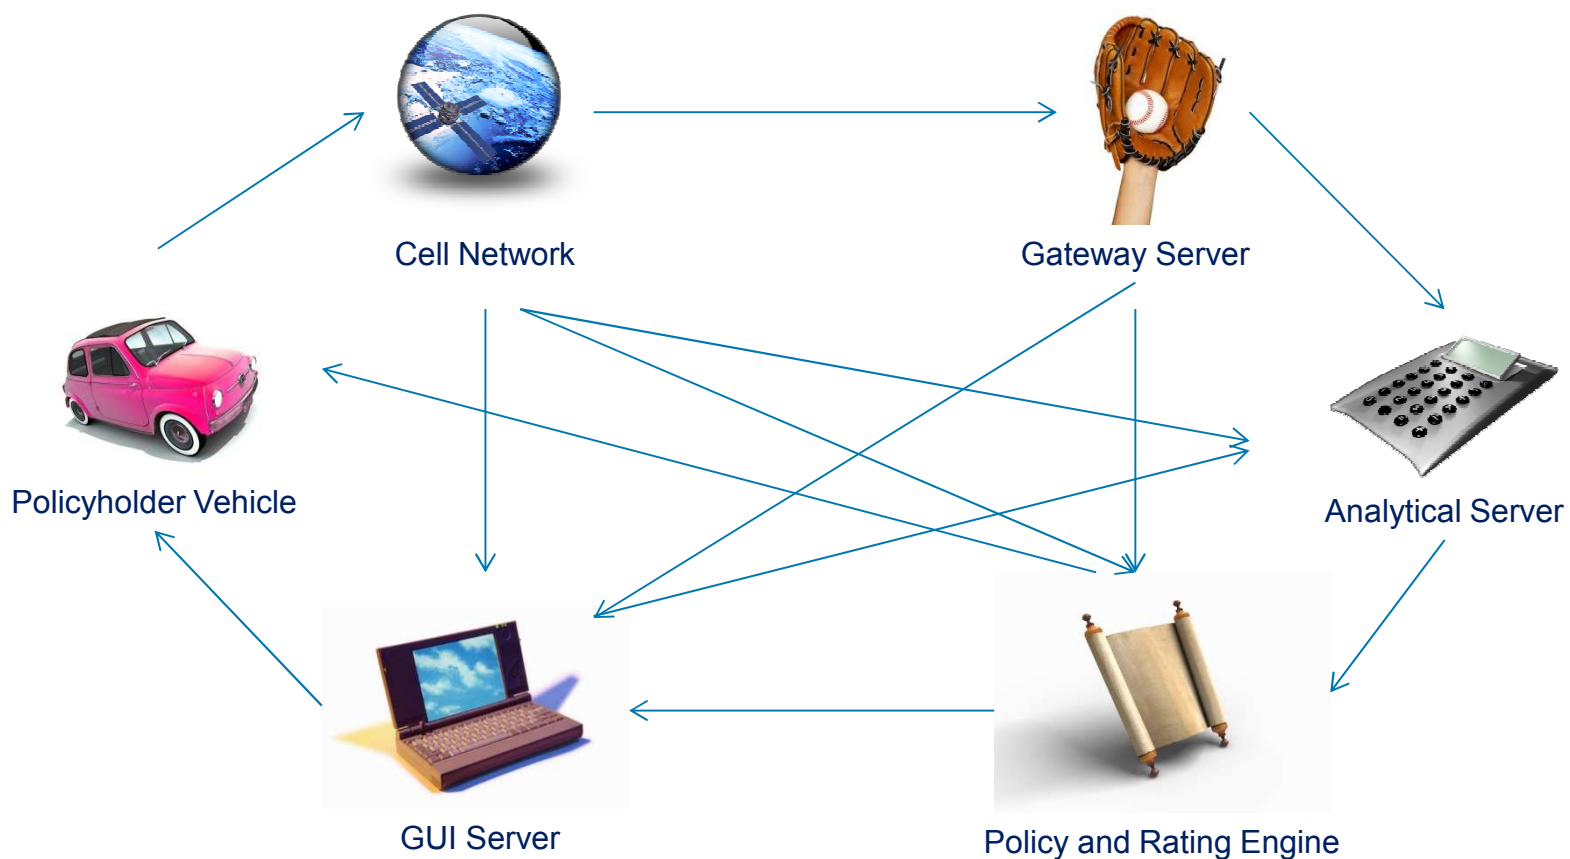 Cell Network
Gateway Server
Policyholder Vehicle
Analytical Server
GUI Server
Policy and Rating Engine